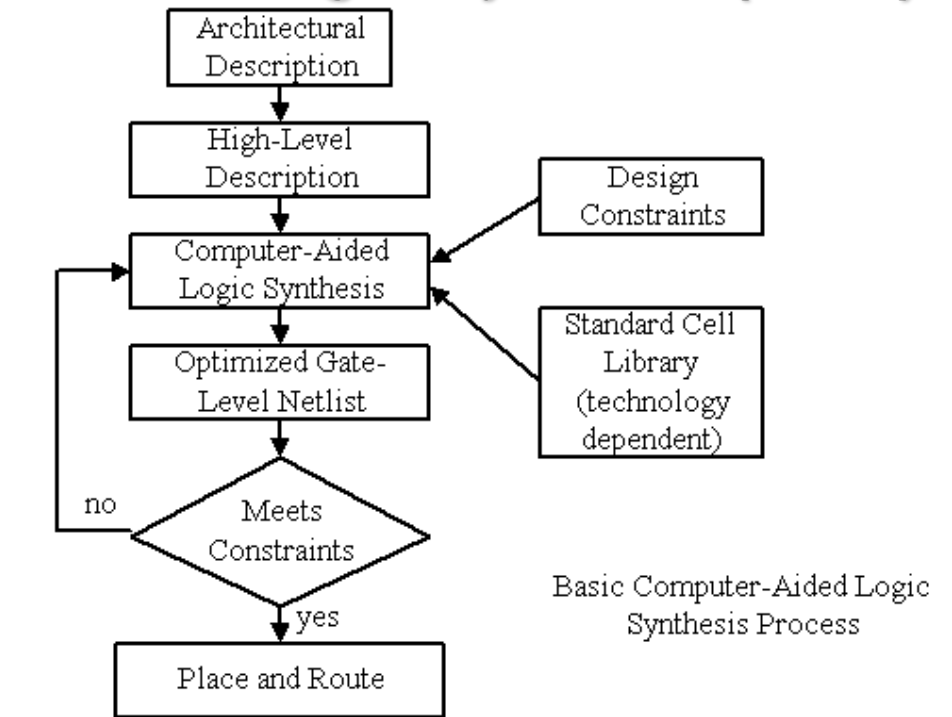 Architectural
Description
High-Level
Description
Design
Constraints
Computer-Aided
Logic Synthesis
Standard Cell
Library
(technology
dependent)
Optimized Gate-
Level Netlist
no
Meets
Constraints
yes
Basic Computer-Aided Logic
Synthesis Process
Place and Route